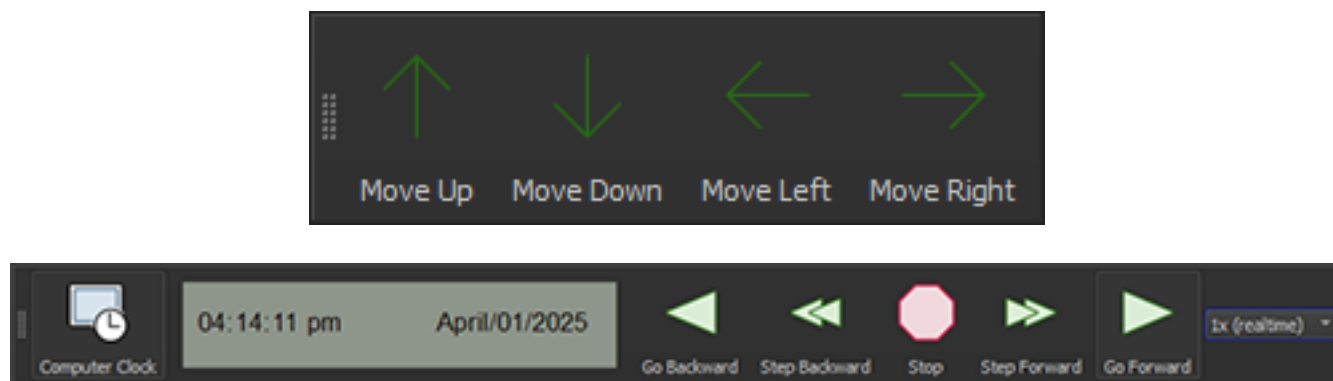 Move Up Move Down Move Left Move Right
04:14:11 pm April/01/2025
1x (realtime)
Computer Clock Go Backward Step Backward Stop Step Forward Go Forward